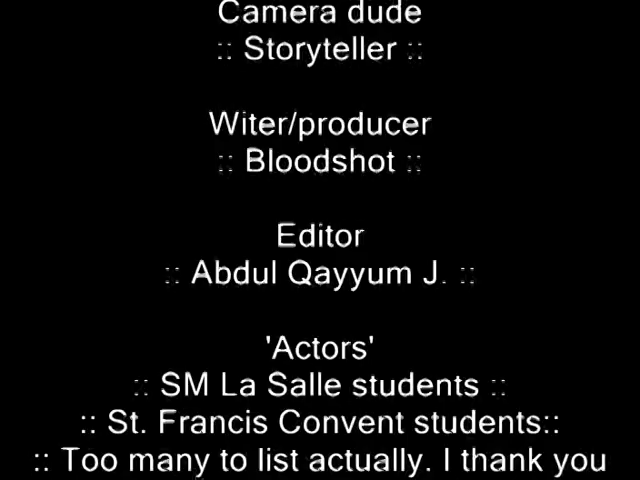 Camera dude
:: Storyteller ::
Witer/producer
:: Bloodshot ::
Editor
:: Abdul Qayyum J. ::
'Actors'
:: SM La Salle students ::
:: St. Francis Convent students::
:: Too many to list actually. I thank you